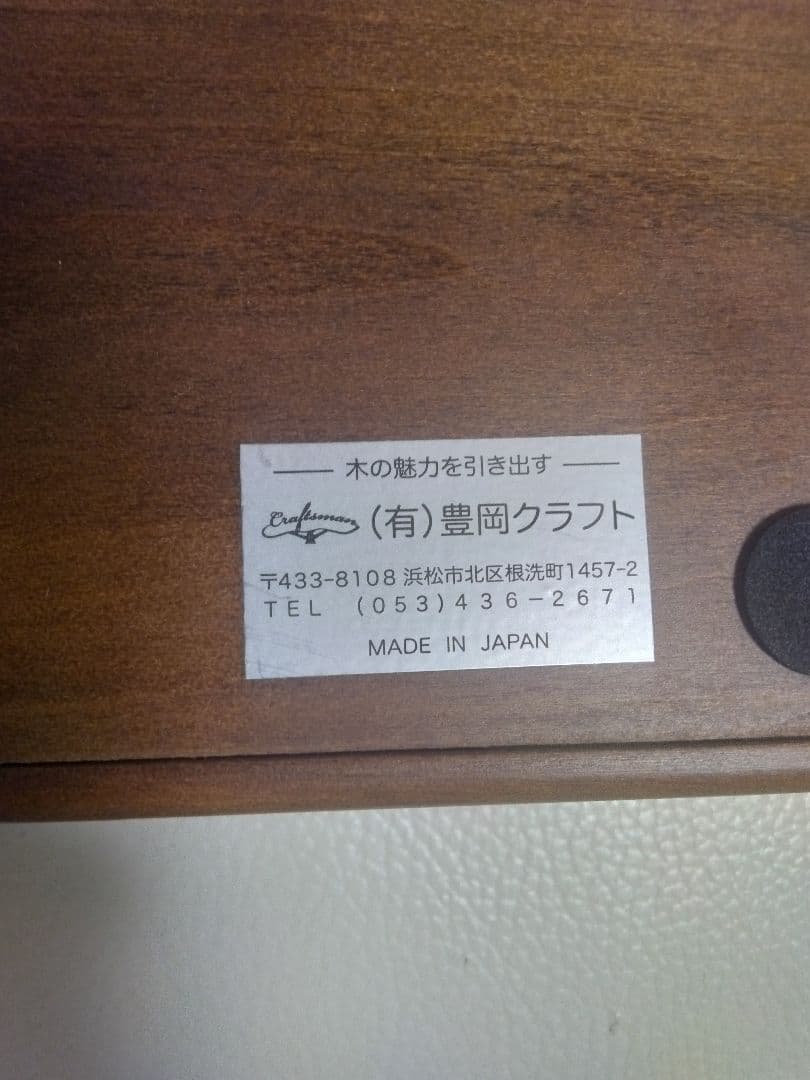 木の魅力を引き出す
Craftsman (有)豊岡クラフト
〒433-8108 浜松市北区根洗町1457-2
TEL (053)436-2671
MADE IN JAPAN